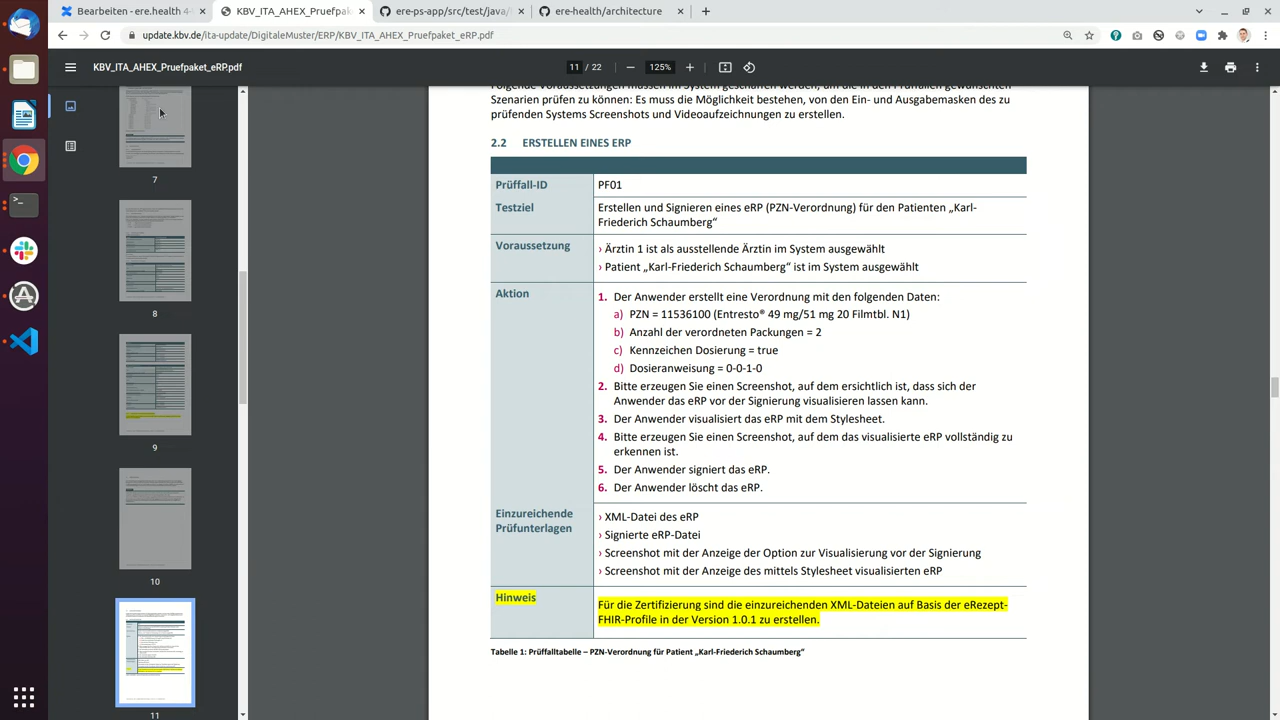 Bearbeiten - ere.health 4-
KBV_ITA_AHEX_Pruefpake
ere-ps-app/src/test/java/
ere-health/architecture
update.kbv.de/ita-update/DigitaleMuster/ERP/KBV_ITA_AHEX_Pruefpaket_eRP.pdf
KBV_ITA_AHEX_Pruefpaket_eRP.pdf
11 / 22
125%
Szenarien prüfen zu können: Es muss die Möglichkeit bestehen, von den Ein- und Ausgabemasken des zu
prüfenden Systems Screenshots und Videoaufzeichnungen zu erstellen.
2.2 ERSTELLEN EINES ERP
Prüffall-ID PF01
Testziel Erstellen und Signieren eines eRP (PZN-Verordnung) für den Patienten „Karl-
Friederich Schaumberg“
Voraussetzung › Ärztin 1 ist als ausstellende Ärztin im System ausgewählt
› Patient „Karl-Friederich Schaumberg“ ist im System ausgewählt
Aktion 1. Der Anwender erstellt eine Verordnung mit den folgenden Daten:
a) PZN = 11536100 (Entresto® 49 mg/51 mg 20 Filmtbl. N1)
b) Anzahl der verordneten Packungen = 2
c) Kennzeichen Dosierung = true
d) Dosieranweisung = 0-0-1-0
2. Bitte erzeugen Sie einen Screenshot, auf dem ersichtlich ist, dass sich der
Anwender das eRP vor der Signierung visualisieren lassen kann.
3. Der Anwender visualisiert das eRP mit dem Stylesheet.
4. Bitte erzeugen Sie einen Screenshot, auf dem das visualisierte eRP vollständig zu
erkennen ist.
5. Der Anwender signiert das eRP.
6. Der Anwender löscht das eRP.
Einzureichende
Prüfunterlagen
› XML-Datei des eRP
› Signierte eRP-Datei
› Screenshot mit der Anzeige der Option zur Visualisierung vor der Signierung
› Screenshot mit der Anzeige des mittels Stylesheet visualisierten eRP
Hinweis Für die Zertifizierung sind die einzureichenden XML-Dateien auf Basis der eRezept-
FHIR-Profile in der Version 1.0.1 zu erstellen.
Tabelle 1: Prüffalltabelle – PZN-Verordnung für Patient „Karl-Friederich Schaumberg“
7
8
9
10
11